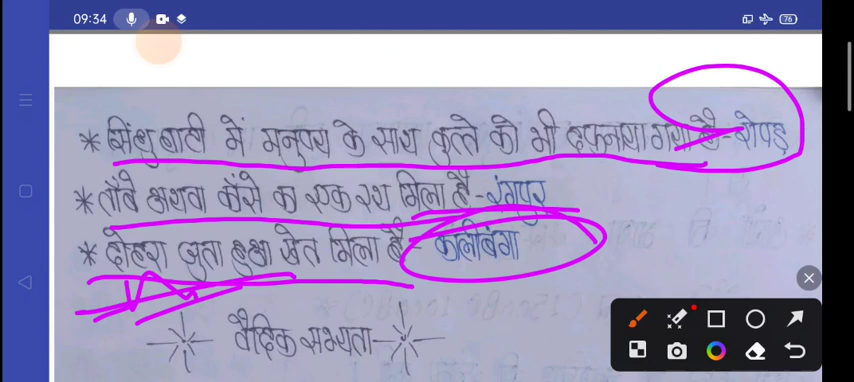 09:34
76
* सिंधु घाटी में मनुष्य के साथ कुत्ते को भी दफनाया गया है - रोपड़
* तांबे अथवा काँसे का एक रथ मिला है - रंगपुर
* दोहरा जुता हुआ खेत मिला है - कालीबंगा
वैदिक सभ्यता